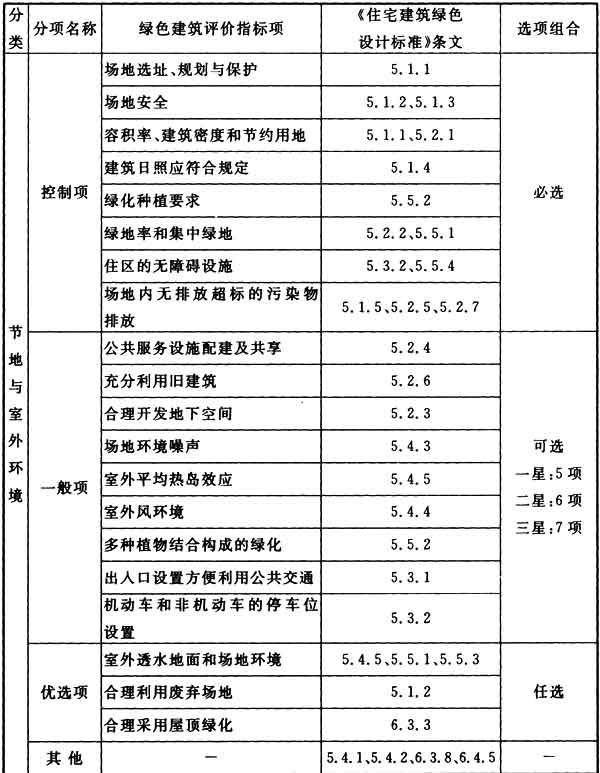 分类 分项名称 绿色建筑评价指标项 《住宅建筑绿色设计标准》条文 选项组合
节地与室外环境
控制项
场地选址、规划与保护 5.1.1
场地安全 5.1.2、5.1.3
容积率、建筑密度和节约用地 5.1.1、5.2.1
建筑日照应符合规定 5.1.4
绿化种植要求 5.5.2
绿地率和集中绿地 5.2.2、5.5.1
住区的无障碍设施 5.3.2、5.5.4
场地内无排放超标的污染物
排放 5.1.5、5.2.5、5.2.7
必选
一般项
公共服务设施配建及共享 5.2.4
充分利用旧建筑 5.2.6
合理开发地下空间 5.2.3
场地环境噪声 5.4.3
室外平均热岛效应 5.4.5
室外风环境 5.4.4
多种植物结合构成的绿化 5.5.2
出入口设置方便利用公共交通 5.3.1
机动车和非机动车的停车位
设置 5.3.2
可选
一星:5项
二星:6项
三星:7项
优选项
室外透水地面和场地环境 5.4.5、5.5.1、5.5.3
合理利用废弃场地 5.1.2
合理采用屋顶绿化 6.3.3
任选
其他 — 5.4.1、5.4.2、6.3.8、6.4.5 —